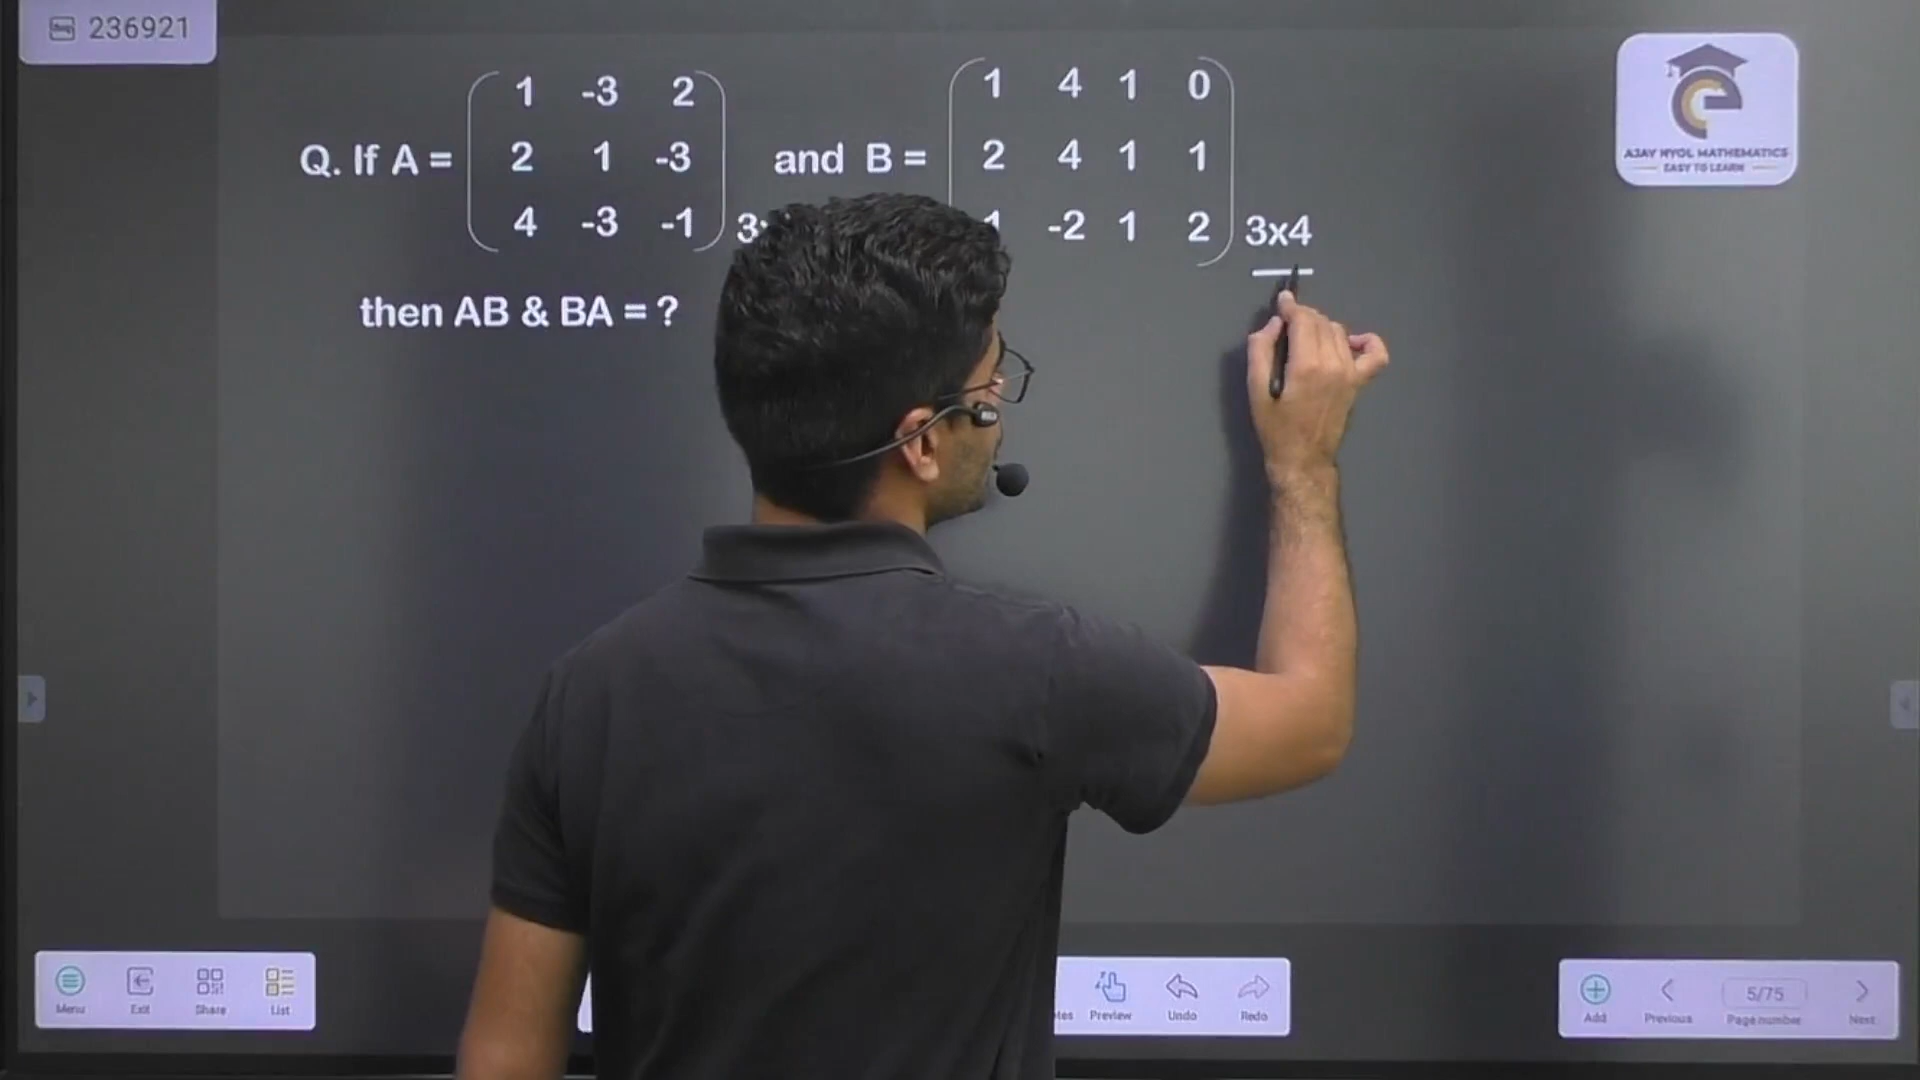 236921
1 -3 2
1 4 1 0
Q. If A = 2 1 -3 and B = 2 4 1 1
4 -3 -1
1 -2 1 2 3x4
then AB & BA = ?
AJAY NYOL MATHEMATICS
EASY TO LEARN
Menu Exit Share List
Preview Undo Redo
Add Previous 5/75 Page number Next